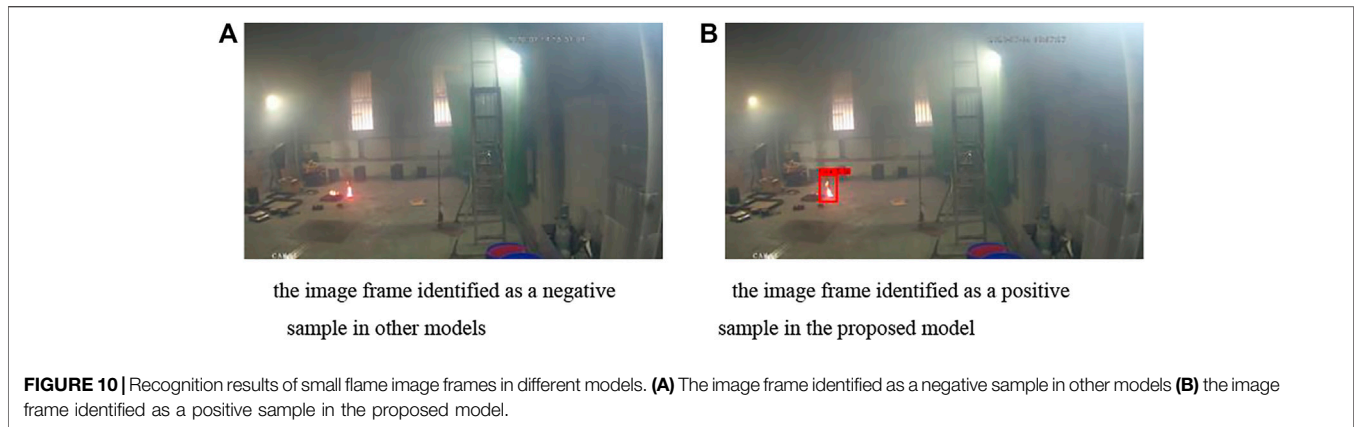 A
B
the image frame identified as a negative
sample in other models
the image frame identified as a positive
sample in the proposed model
FIGURE 10 | Recognition results of small flame image frames in different models. (A) The image frame identified as a negative sample in other models (B) the image
frame identified as a positive sample in the proposed model.